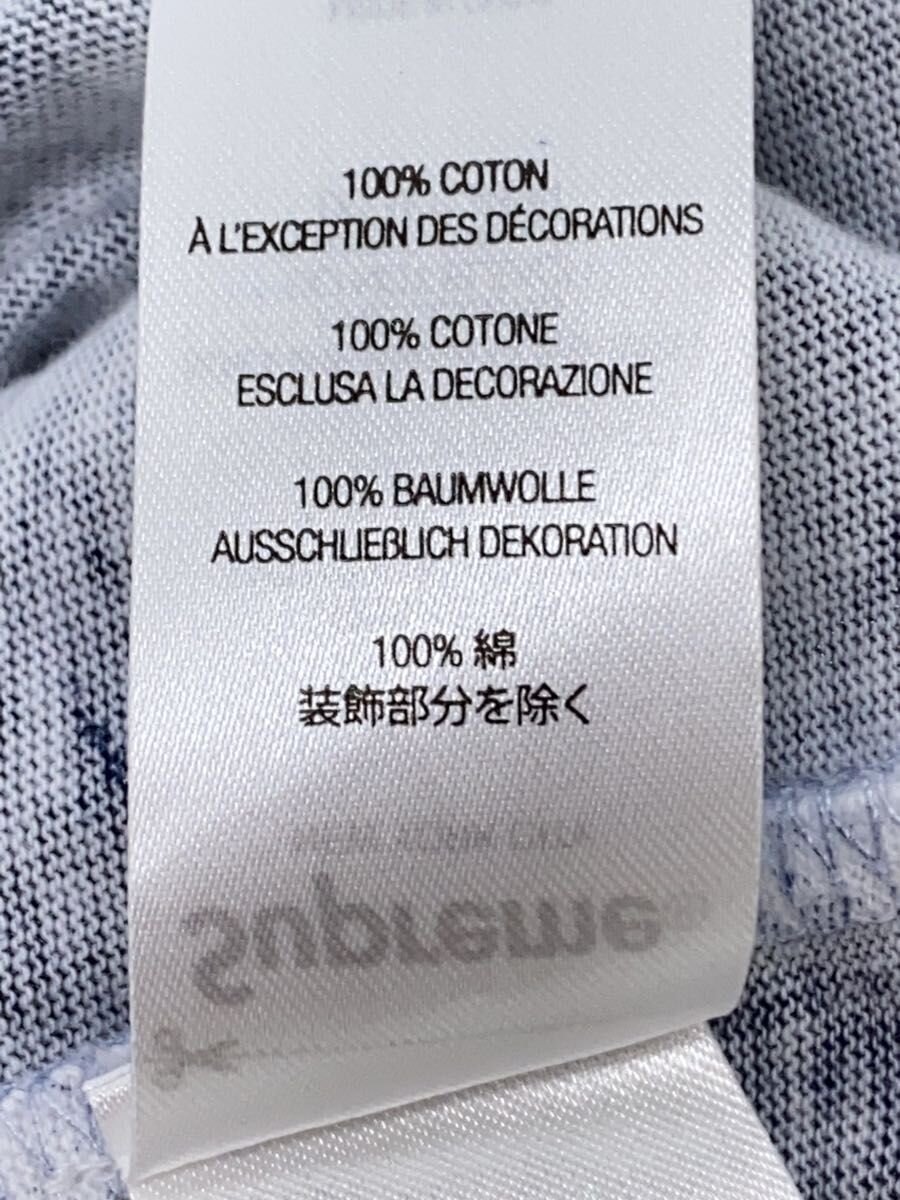 100% COTON
À L'EXCEPTION DES DÉCORATIONS
100% COTONE
ESCLUSA LA DECORAZIONE
100% BAUMWOLLE
AUSSCHLIEßLICH DEKORATION
100% 綿
装飾部分を除く
Supreme